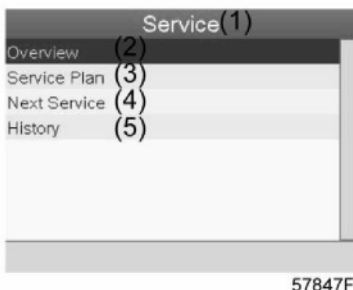 Service(1)
Overview (2)
Service Plan (3)
Next Service (4)
History (5)
57847F